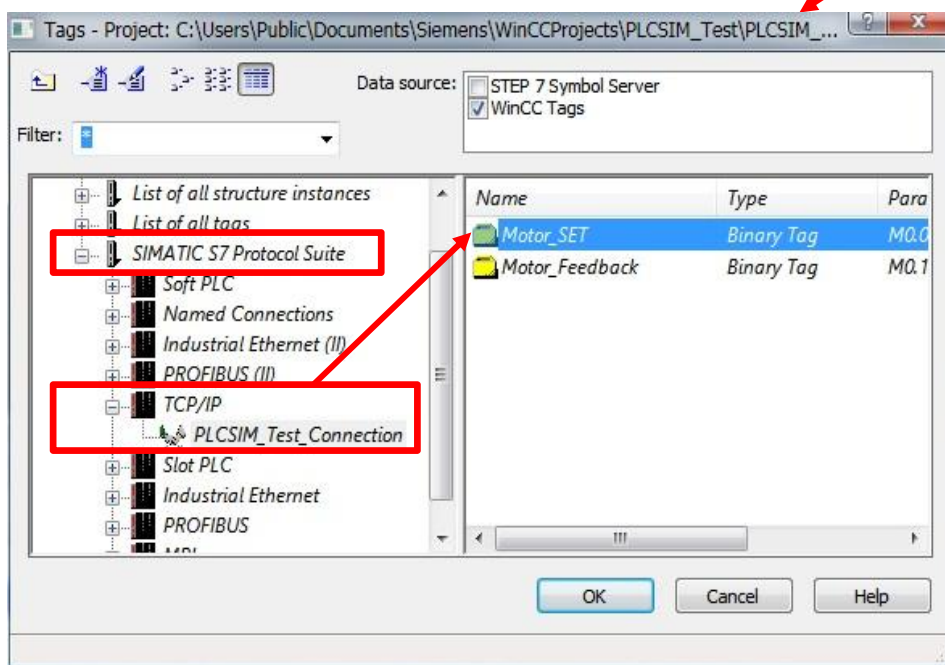 Tags - Project: C:\Users\Public\Documents\Siemens\WinCCProjects\PLCSIM_Test\PLCSIM_...
Data source:
STEP 7 Symbol Server
WinCC Tags
Filter: *
List of all structure instances
List of all tags
SIMATIC S7 Protocol Suite
Soft PLC
Named Connections
Industrial Ethernet (II)
PROFIBUS (II)
TCP/IP
PLCSIM_Test_Connection
Slot PLC
Industrial Ethernet
PROFIBUS
Name Type Para
Motor_SET Binary Tag M0.0
Motor_Feedback Binary Tag M0.1
OK Cancel Help